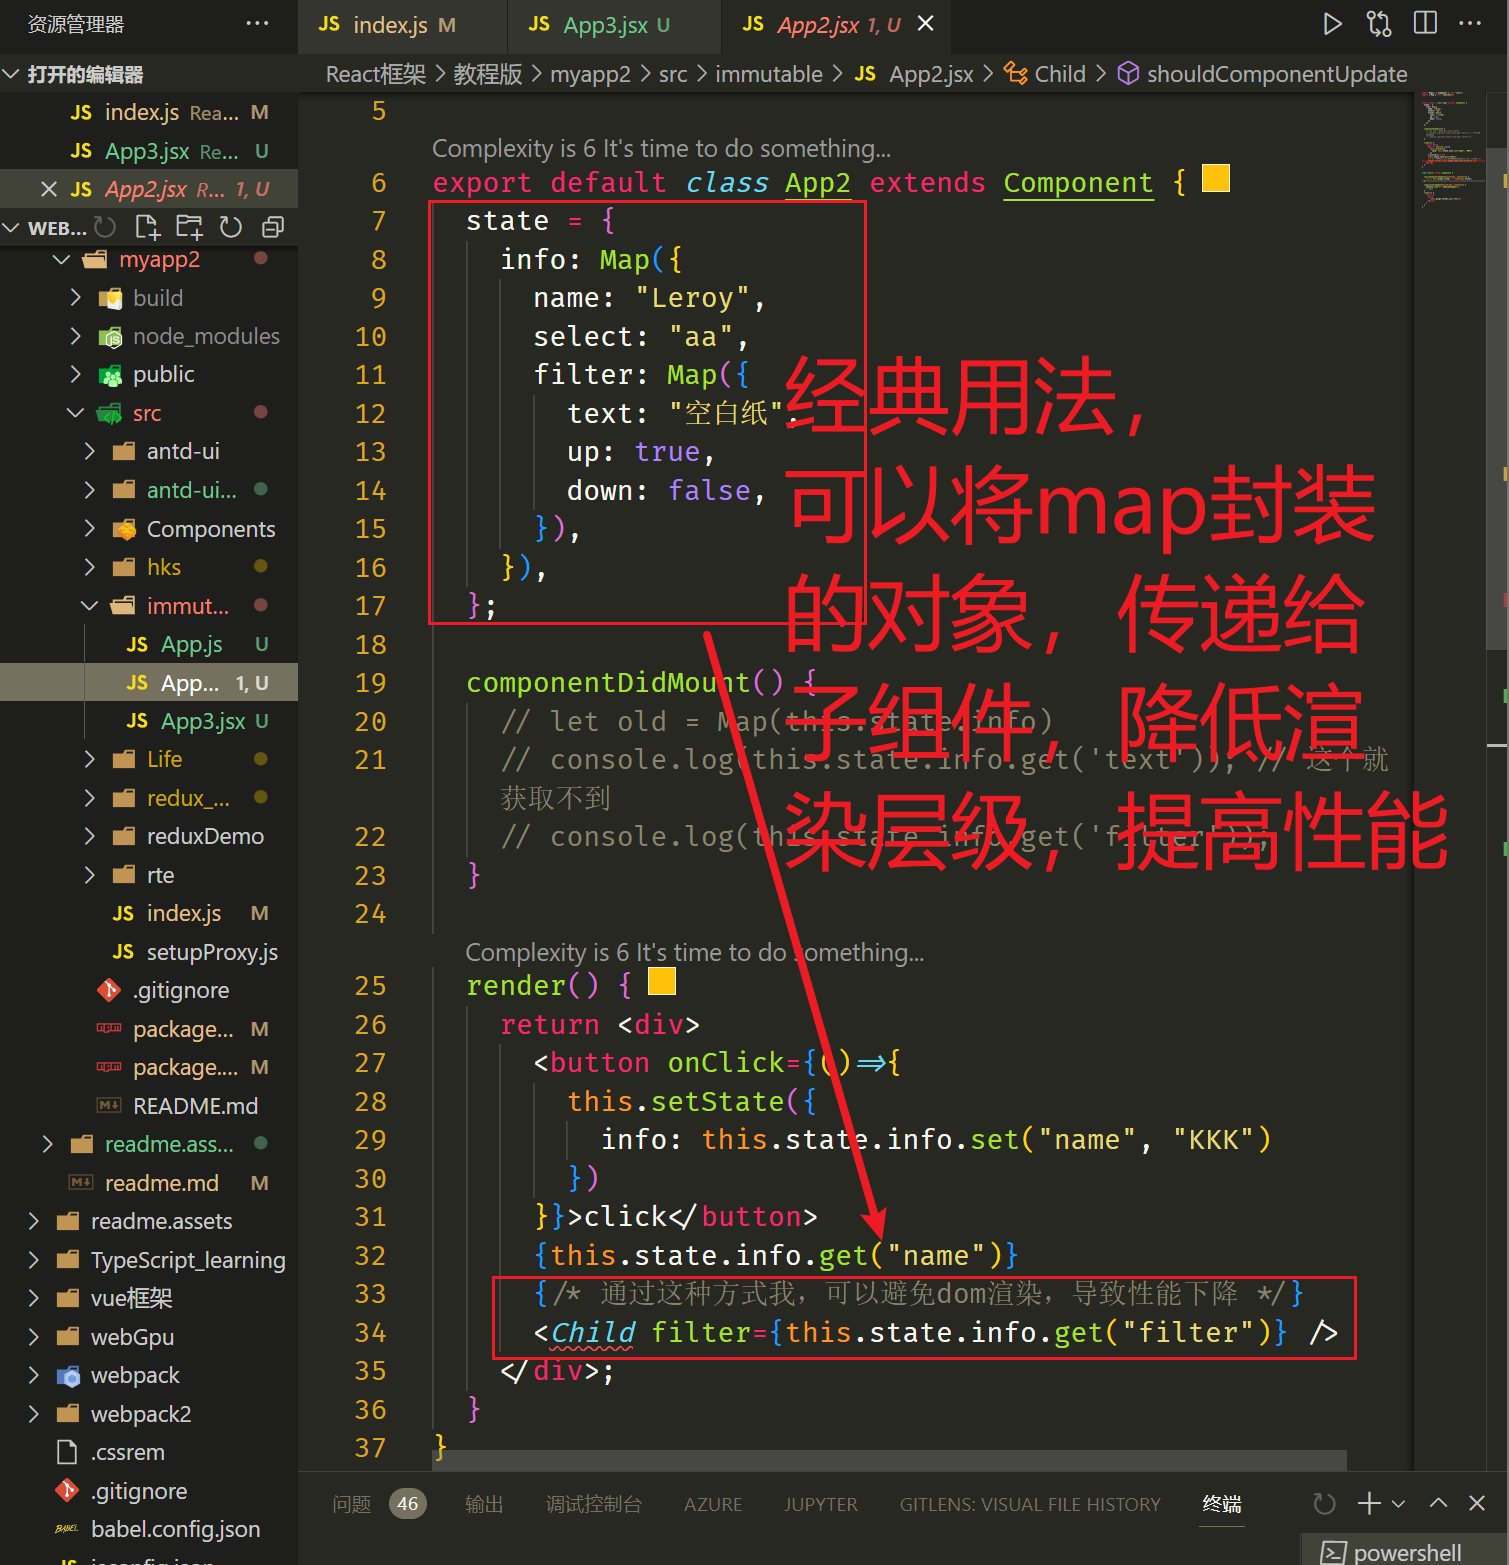 资源管理器 ···
打开的编辑器
JS index.js Rea... M
JS App3.jsx Re... U
JS App2.jsx R... 1, U
WEB...
myapp2
build
node_modules
public
src
antd-ui
antd-ui...
Components
hks
immut...
JS App.js U
JS App... 1, U
JS App3.jsx U
Life
redux_...
reduxDemo
rte
JS index.js M
JS setupProxy.js
.gitignore
package... M
package.... M
README.md
readme.ass...
readme.md M
readme.assets
TypeScript_learning
vue框架
webGpu
webpack
webpack2
.cssrem
.gitignore
babel.config.json
JS index.js M
JS App3.jsx U
JS App2.jsx 1, U
React框架 > 教程版 > myapp2 > src > immutable > JS App2.jsx > Child > shouldComponentUpdate
5
Complexity is 6 It's time to do something...
6 export default class App2 extends Component {
7 state = {
8 info: Map({
9 name: "Leroy",
10 select: "aa",
11 filter: Map({
12 text: "空白纸",
13 up: true,
14 down: false,
15 }),
16 }),
17 };
18
19 componentDidMount() {
20 // let old = Map(this.state.info)
21 // console.log(this.state.info.get('text')); // 这个就
获取不到
22 // console.log(this.state.info.get('filter'));
23 }
24
Complexity is 6 It's time to do something...
25 render() {
26 return <div>
27 <button onClick={()=>{
28 this.setState({
29 info: this.state.info.set("name", "KKK")
30 })
31 }}>click</button>
32 {this.state.info.get("name")}
33 {/* 通过这种方式我，可以避免dom渲染，导致性能下降 */}
34 <Child filter={this.state.info.get("filter")} />
35 </div>;
36 }
37 }
经典用法，
可以将map封装
的对象，传递给
子组件，降低渲
染层级，提高性能
问题 46 输出 调试控制台 AZURE JUPYTER GITLENS: VISUAL FILE HISTORY 终端
powershell